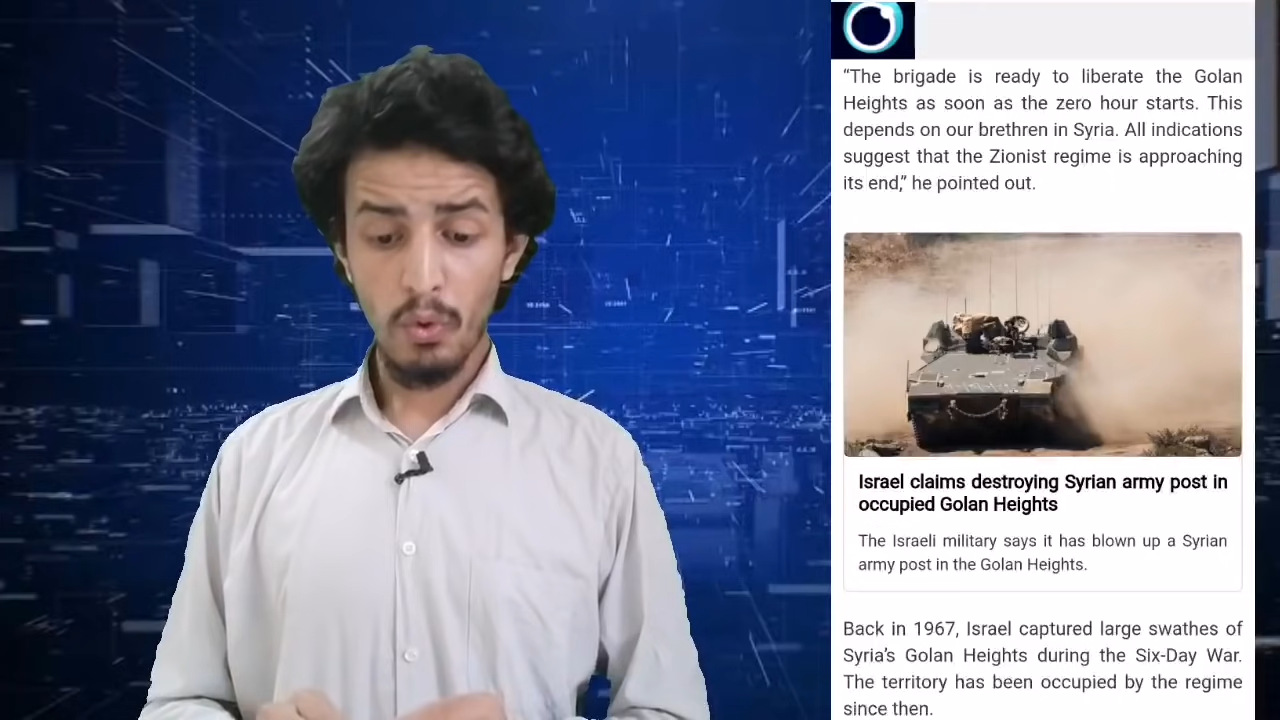 “The brigade is ready to liberate the Golan
Heights as soon as the zero hour starts. This
depends on our brethren in Syria. All indications
suggest that the Zionist regime is approaching
its end,” he pointed out.
Israel claims destroying Syrian army post in
occupied Golan Heights
The Israeli military says it has blown up a Syrian
army post in the Golan Heights.
Back in 1967, Israel captured large swathes of
Syria’s Golan Heights during the Six-Day War.
The territory has been occupied by the regime
since then.